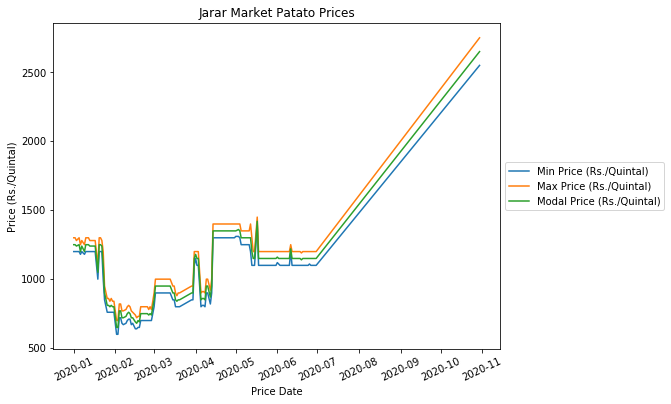 Jarar Market Patato Prices
Price (Rs./Quintal)
2500
2000
1500
1000
500
2020-01
2020-02
2020-03
2020-04
2020-05
2020-06
2020-07
2020-08
2020-09
2020-10
2020-11
Price Date
Min Price (Rs./Quintal)
Max Price (Rs./Quintal)
Modal Price (Rs./Quintal)